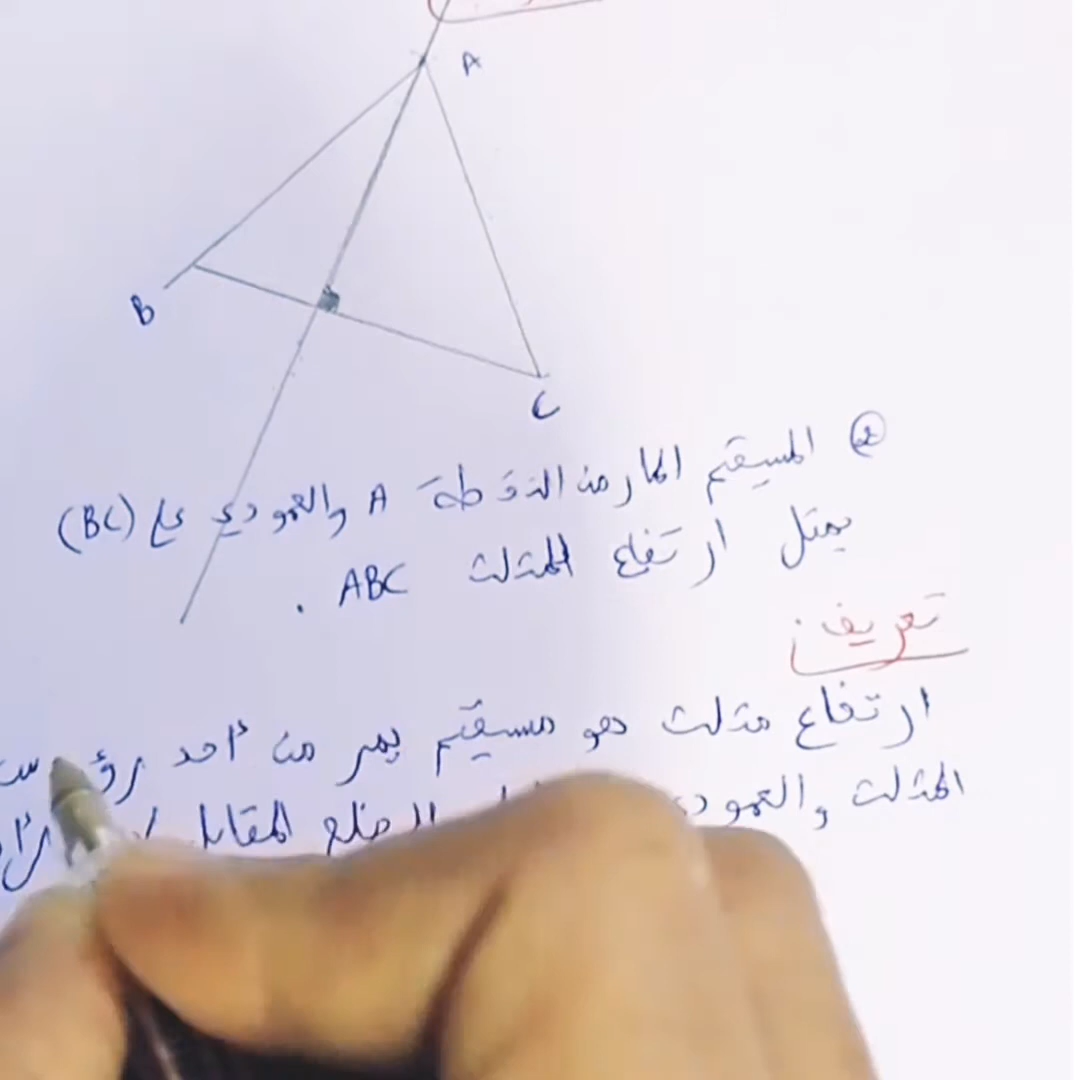 A
B
C
② المستقيم المار من النقطة A والعمودي على (BC)
يمثل ارتفاع المثلث ABC .
تعريف :
ارتفاع مثلث هو مستقيم يمر من أحد رؤوس
المثلث والعمودي الضلع المقابل